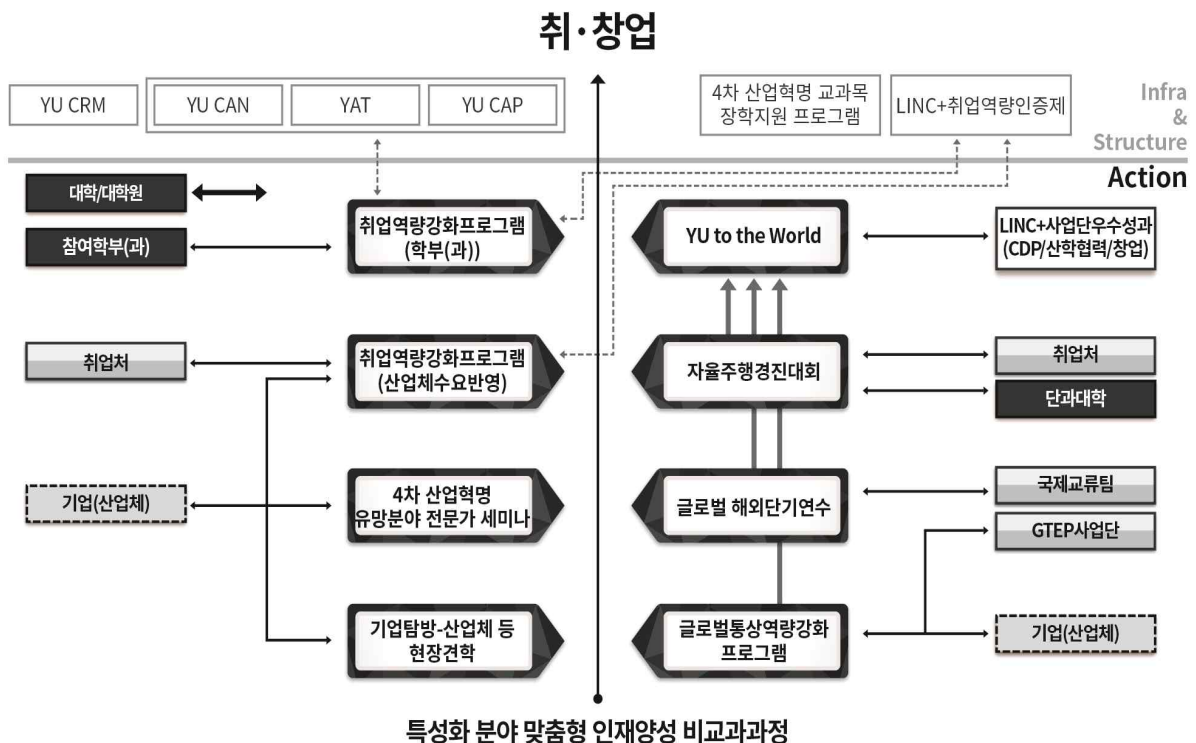 취·창업
YU CRM
YU CAN
YAT
YU CAP
4차 산업혁명 교과목
장학지원 프로그램
LINC+취업역량인증제
Infra
&
Structure
Action
대학/대학원
참여학부(과)
취업역량강화프로그램
(학부(과))
YU to the World
LINC+사업단우수성과
(CDP/산학협력/창업)
취업처
취업역량강화프로그램
(산업체수요반영)
자율주행경진대회
취업처
단과대학
기업(산업체)
4차 산업혁명
유망분야 전문가 세미나
글로벌 해외단기연수
국제교류팀
GTEP사업단
기업탐방-산업체 등
현장견학
글로벌통상역량강화
프로그램
기업(산업체)
특성화 분야 맞춤형 인재양성 비교과과정